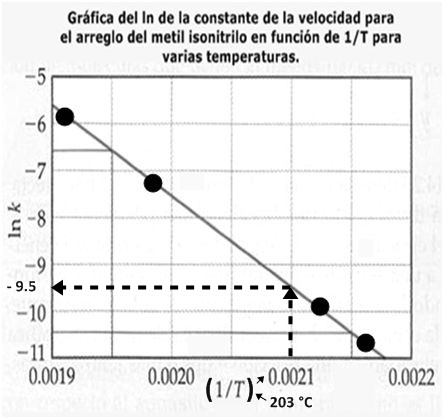 Gráfica del ln de la constante de la velocidad para
el arreglo del metil isonitrilo en función de 1/T para
varias temperaturas.
−5
−6
−7
−8
- 9.5
−10
−11
ln k
0.0019
0.0020
0.0021
0.0022
(1/T)
203 °C